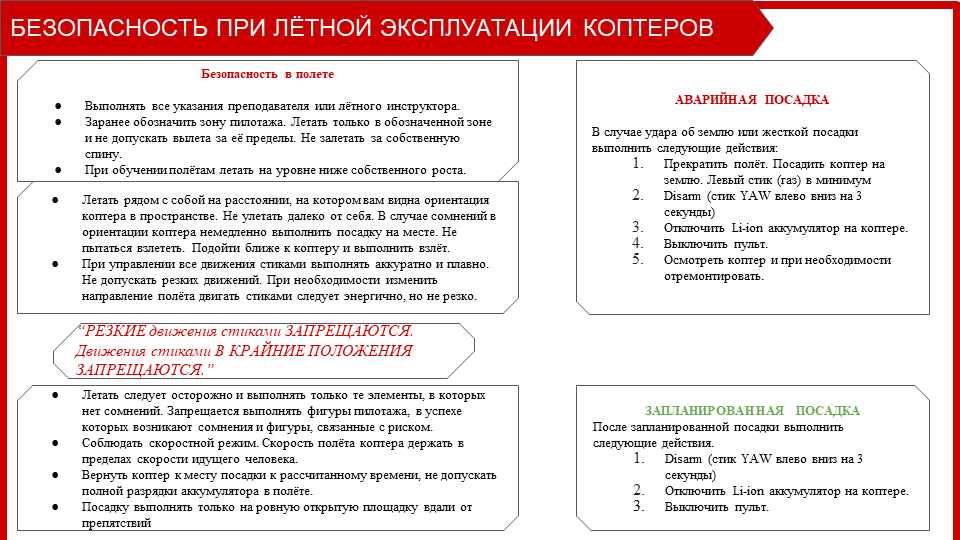 БЕЗОПАСНОСТЬ ПРИ ЛЁТНОЙ ЭКСПЛУАТАЦИИ КОПТЕРОВ
Безопасность в полете
● Выполнять все указания преподавателя или лётного инструктора.
● Заранее обозначить зону пилотажа. Летать только в обозначенной зоне
и не допускать вылета за её пределы. Не залетать за собственную
спину.
● При обучении полётам летать на уровне ниже собственного роста.
● Летать рядом с собой на расстоянии, на котором вам видна ориентация
коптера в пространстве. Не улетать далеко от себя. В случае сомнений в
ориентации коптера немедленно выполнить посадку на месте. Не
пытаться взлететь. Подойти ближе к коптеру и выполнить взлёт.
● При управлении все движения стиками выполнять аккуратно и плавно.
Не допускать резких движений. При необходимости изменить
направление полёта двигать стиками следует энергично, но не резко.
“РЕЗКИЕ движения стиками ЗАПРЕЩАЮТСЯ.
Движения стиками В КРАЙНИЕ ПОЛОЖЕНИЯ
ЗАПРЕЩАЮТСЯ.”
● Летать следует осторожно и выполнять только те элементы, в которых
нет сомнений. Запрещается выполнять фигуры пилотажа, в успехе
которых возникают сомнения и фигуры, связанные с риском.
● Соблюдать скоростной режим. Скорость полёта коптера держать в
пределах скорости идущего человека.
● Вернуть коптер к месту посадки к рассчитанному времени, не допускать
полной разрядки аккумулятора в полёте.
● Посадку выполнять только на ровную открытую площадку вдали от
препятствий
АВАРИЙНАЯ ПОСАДКА
В случае удара об землю или жесткой посадки
выполнить следующие действия:
1. Прекратить полёт. Посадить коптер на
землю. Левый стик (газ) в минимум
2. Disarm (стик YAW влево вниз на 3
секунды)
3. Отключить Li-ion аккумулятор на коптере.
4. Выключить пульт.
5. Осмотреть коптер и при необходимости
отремонтировать.
ЗАПЛАНИРОВАННАЯ ПОСАДКА
После запланированной посадки выполнить
следующие действия.
1. Disarm (стик YAW влево вниз на 3
секунды)
2. Отключить Li-ion аккумулятор на коптере.
3. Выключить пульт.